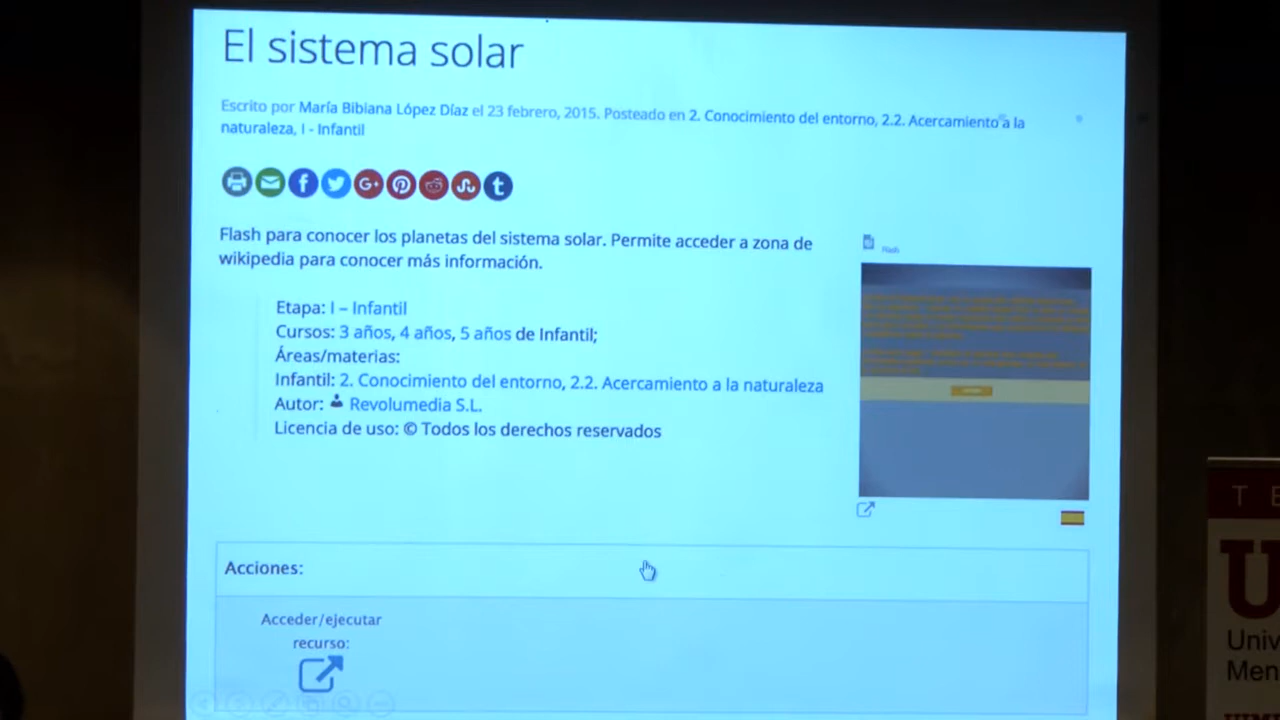 El sistema solar
Escrito por María Bibiana López Díaz el 23 febrero, 2015. Posteado en 2. Conocimiento del entorno, 2.2. Acercamiento a la
naturaleza, I - Infantil
Flash para conocer los planetas del sistema solar. Permite acceder a zona de
wikipedia para conocer más información.
Flash
Etapa: I – Infantil
Cursos: 3 años, 4 años, 5 años de Infantil;
Áreas/materias:
Infantil: 2. Conocimiento del entorno, 2.2. Acercamiento a la naturaleza
Autor: Revolumedia S.L.
Licencia de uso: © Todos los derechos reservados
Acciones:
Acceder/ejecutar
recurso:
T E
U
Univ
Men